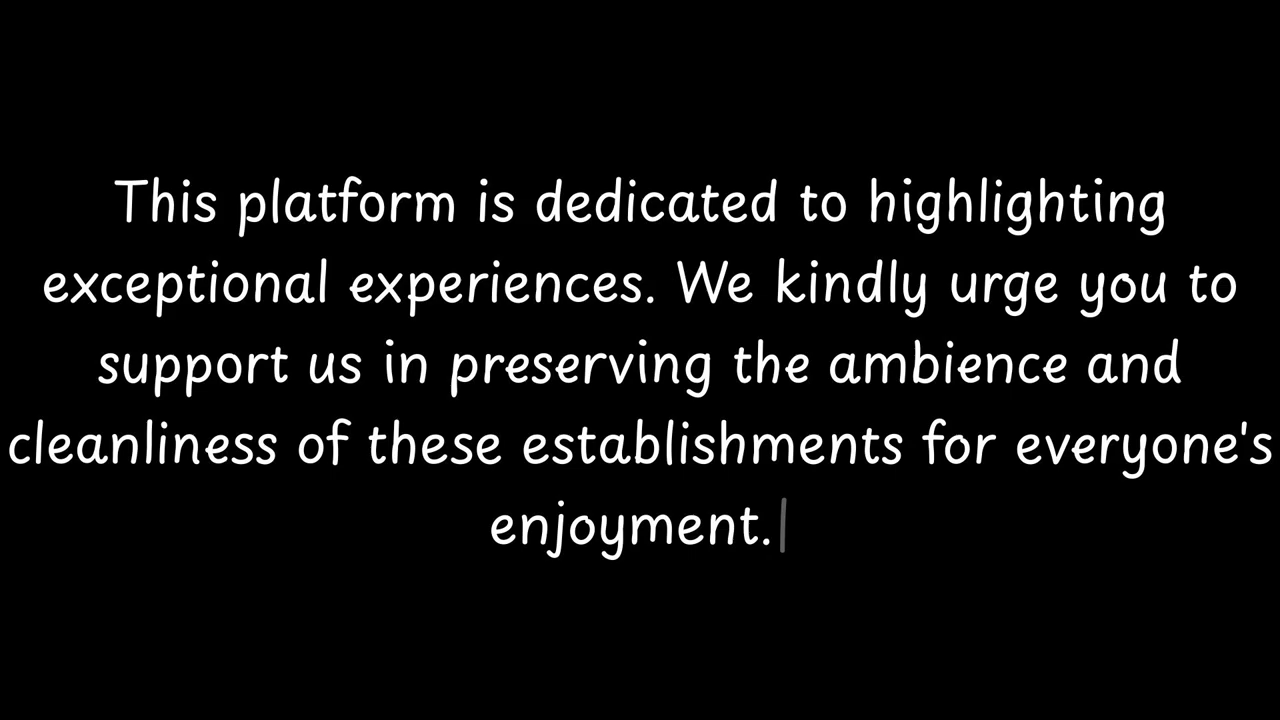 This platform is dedicated to highlighting
exceptional experiences. We kindly urge you to
support us in preserving the ambience and
cleanliness of these establishments for everyone's
enjoyment.